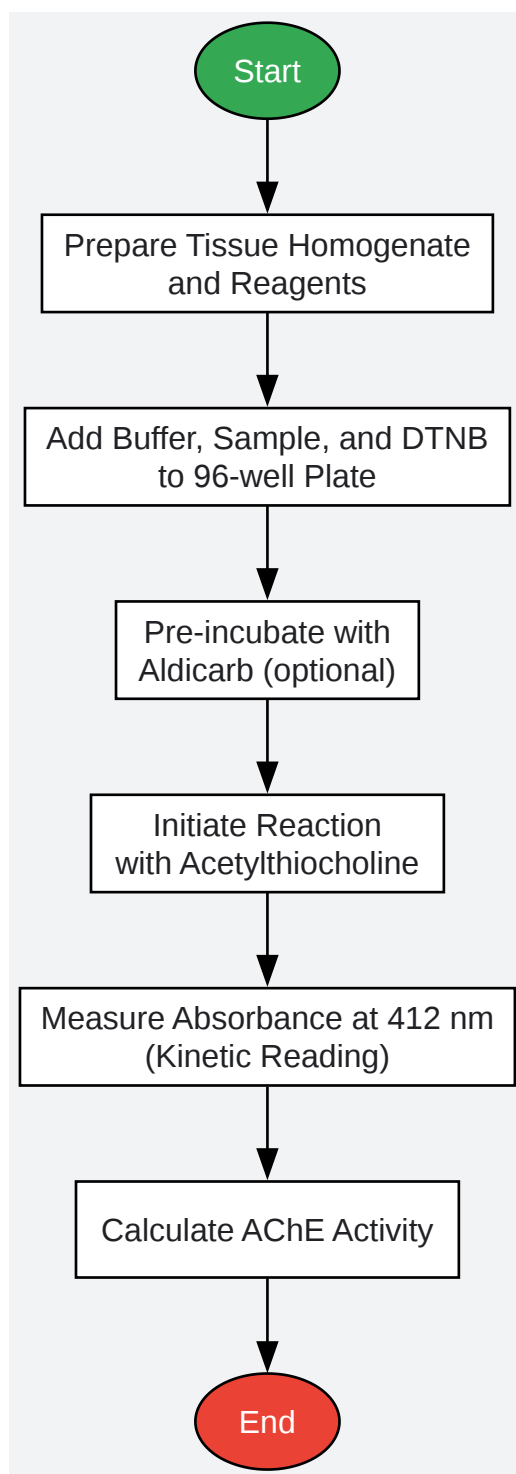 Start
Prepare Tissue Homogenate
and Reagents
Add Buffer, Sample, and DTNB
to 96-well Plate
Pre-incubate with
Aldicarb (optional)
Initiate Reaction
with Acetylthiocholine
Measure Absorbance at 412 nm
(Kinetic Reading)
Calculate AChE Activity
End